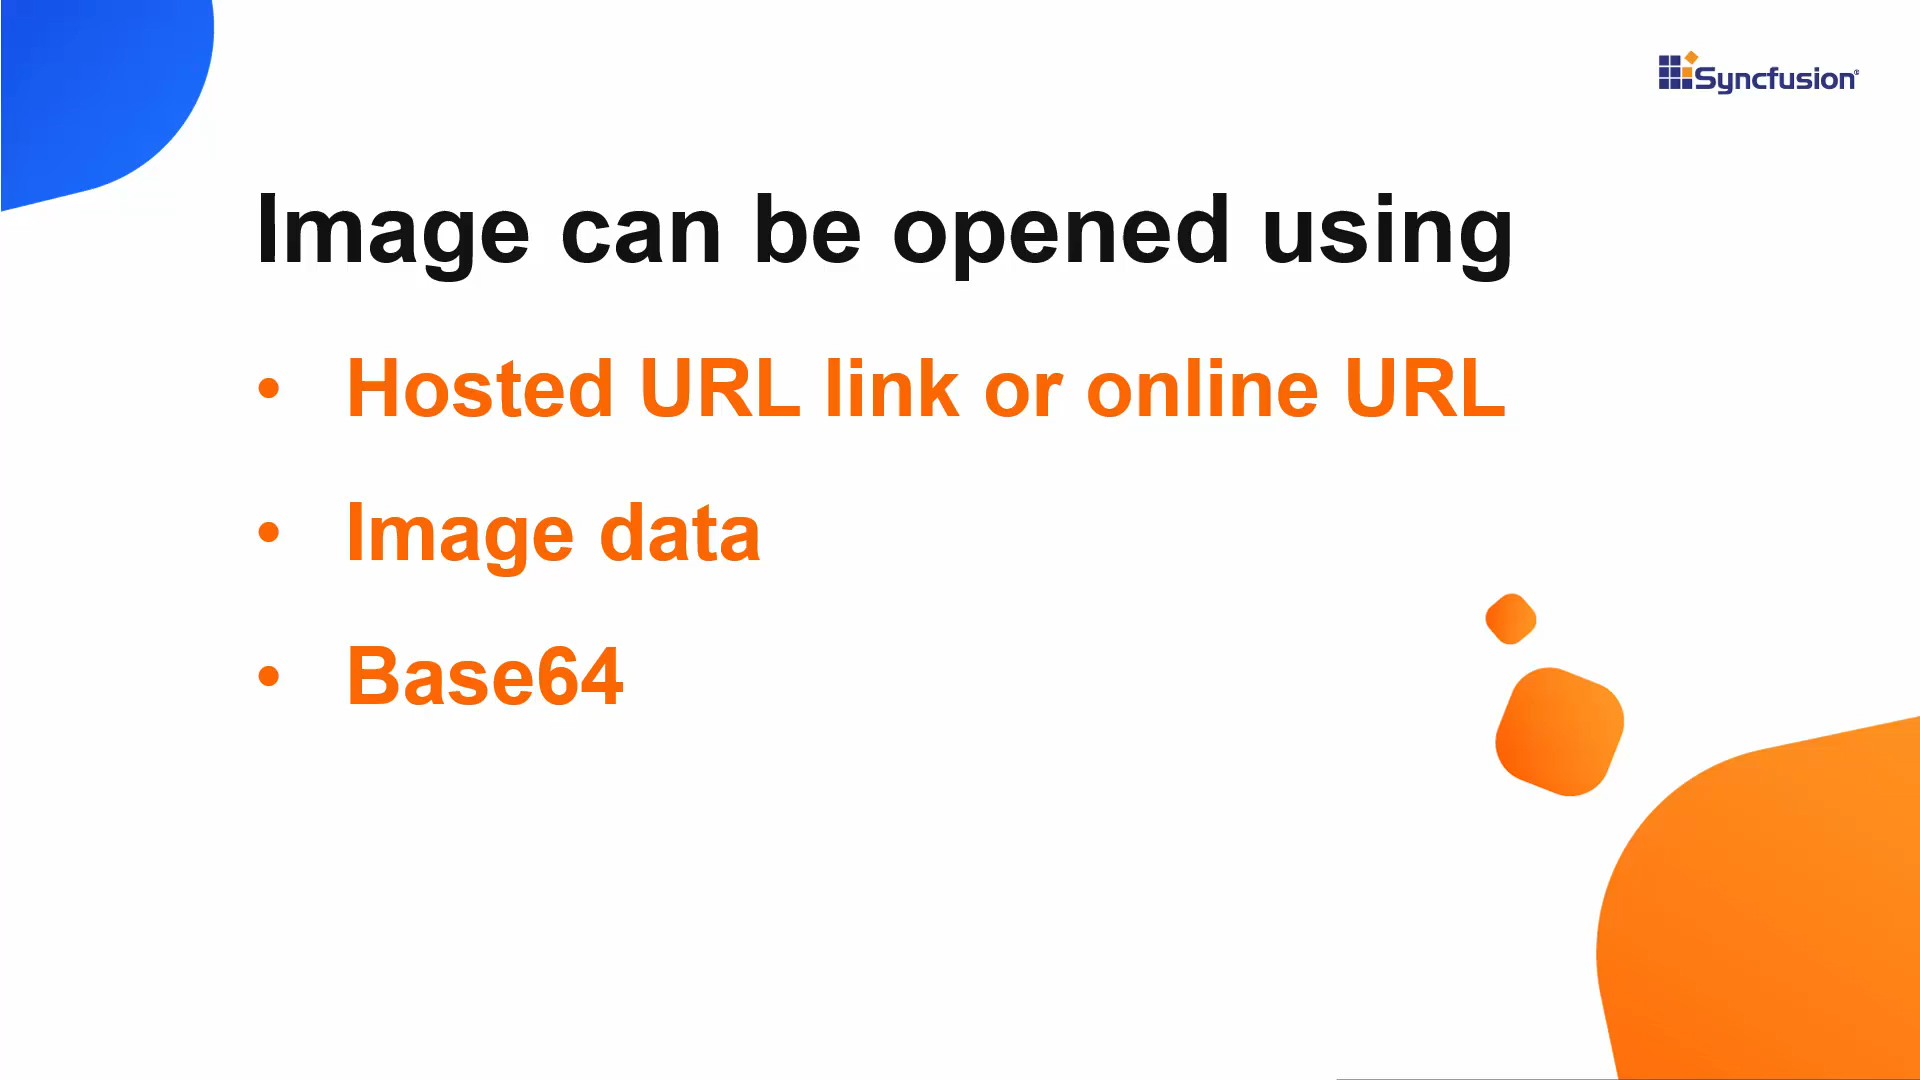 Syncfusion®
Image can be opened using
• Hosted URL link or online URL
• Image data
• Base64